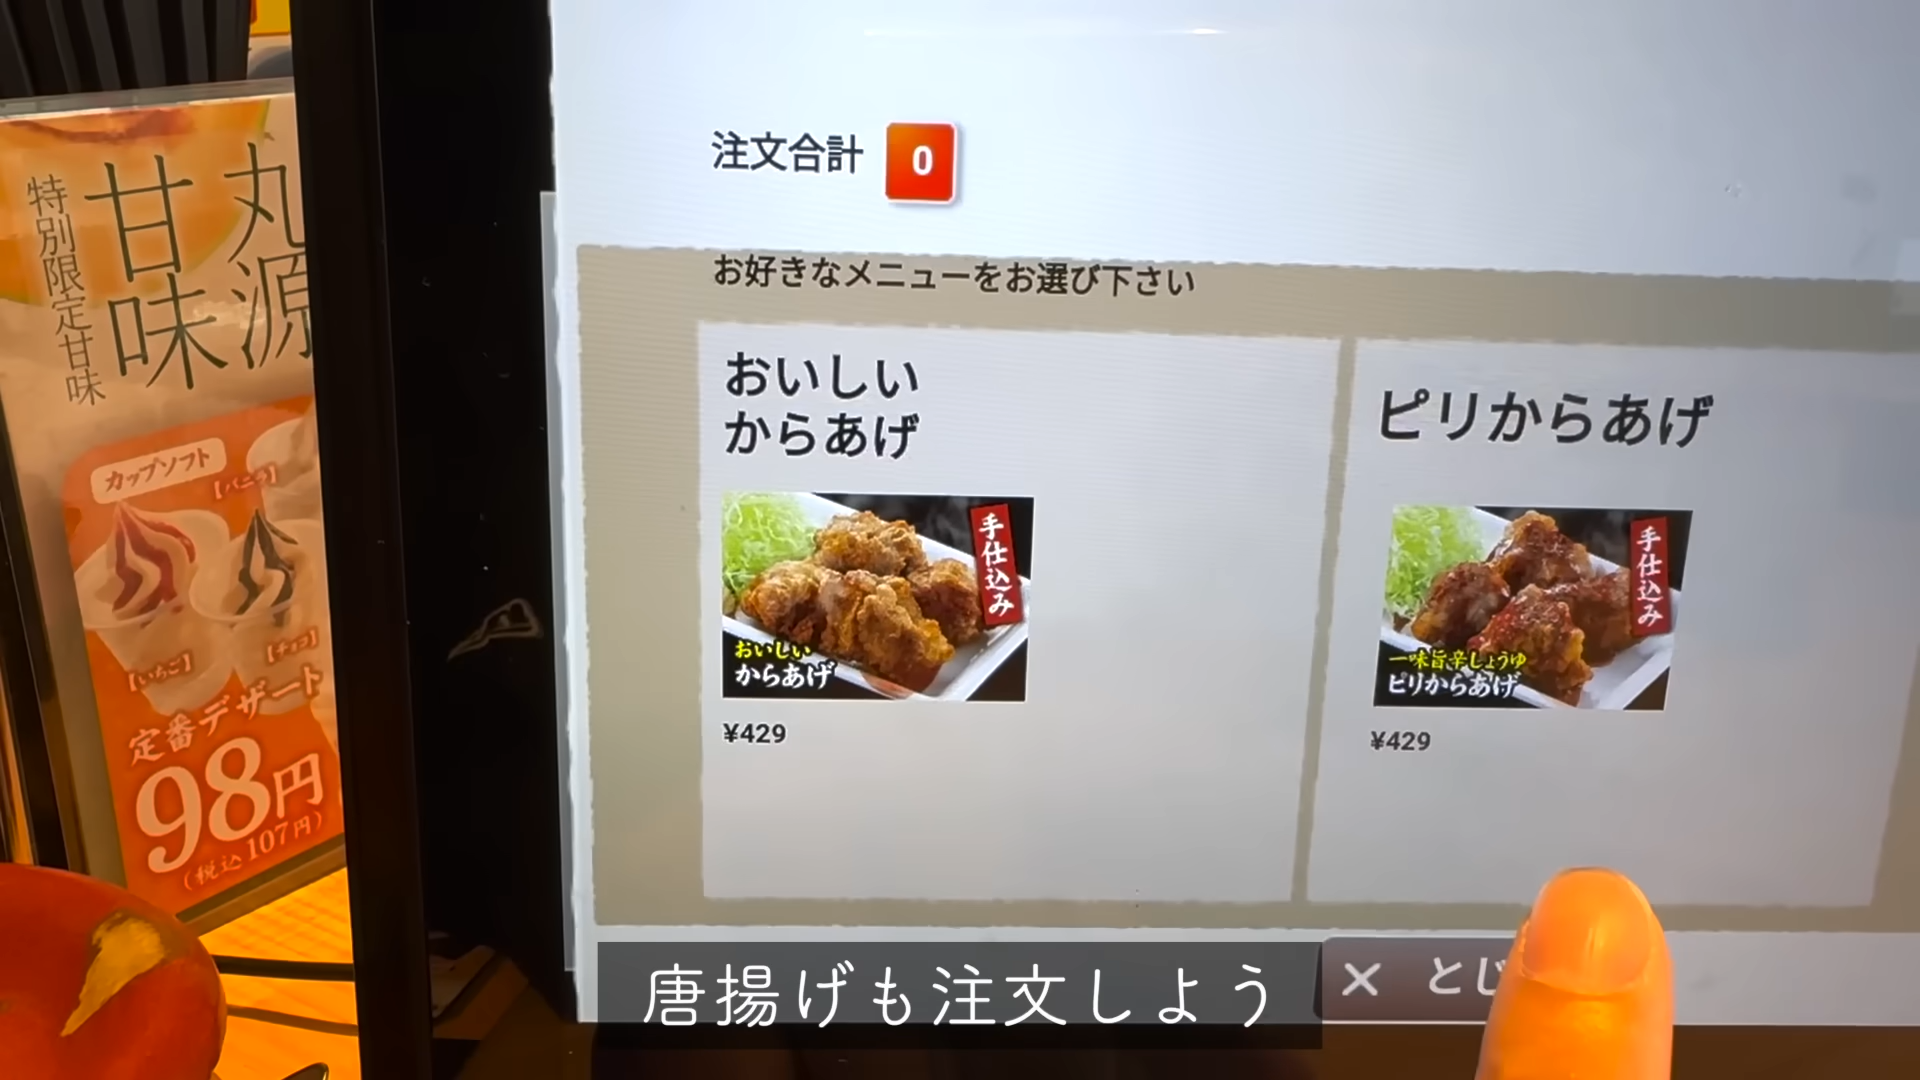 丸源
甘味
特別限定甘味
カップソフト
【バニラ】
【いちご】
【チョコ】
定番デザート
98円
(税込107円)
注文合計 0
お好きなメニューをお選び下さい
おいしい
からあげ
手仕込み
おいしい
からあげ
¥429
ピリからあげ
手仕込み
一味旨辛しょうゆ
ピリからあげ
¥429
× とじ
唐揚げも注文しよう